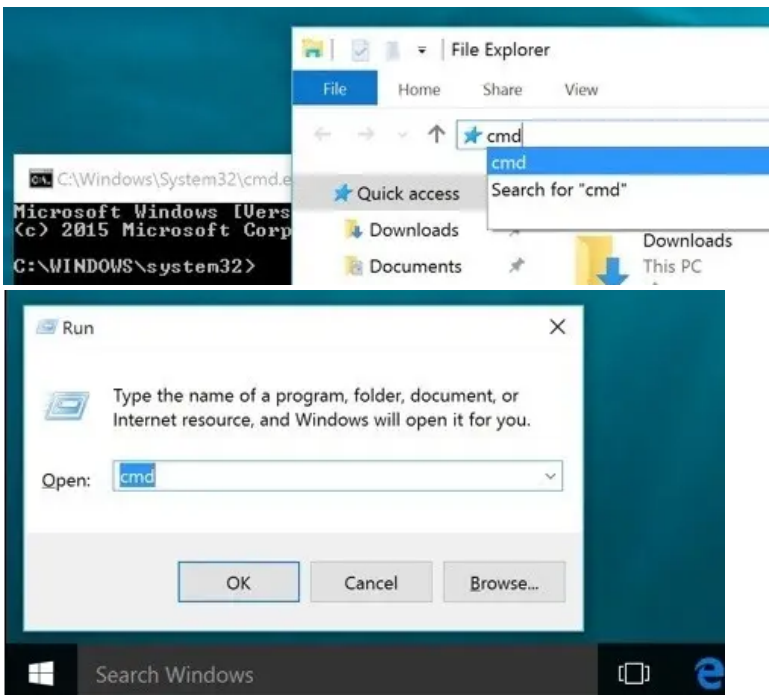 File Explorer
File Home Share View
cmd
cmd
Search for "cmd"
C:\Windows\System32\cmd.e
Microsoft Windows [Vers
(c) 2015 Microsoft Corp
C:\WINDOWS\system32>
Quick access
Downloads
Documents
Downloads
This PC
Run
Type the name of a program, folder, document, or
Internet resource, and Windows will open it for you.
Open: cmd
OK Cancel Browse...
Search Windows